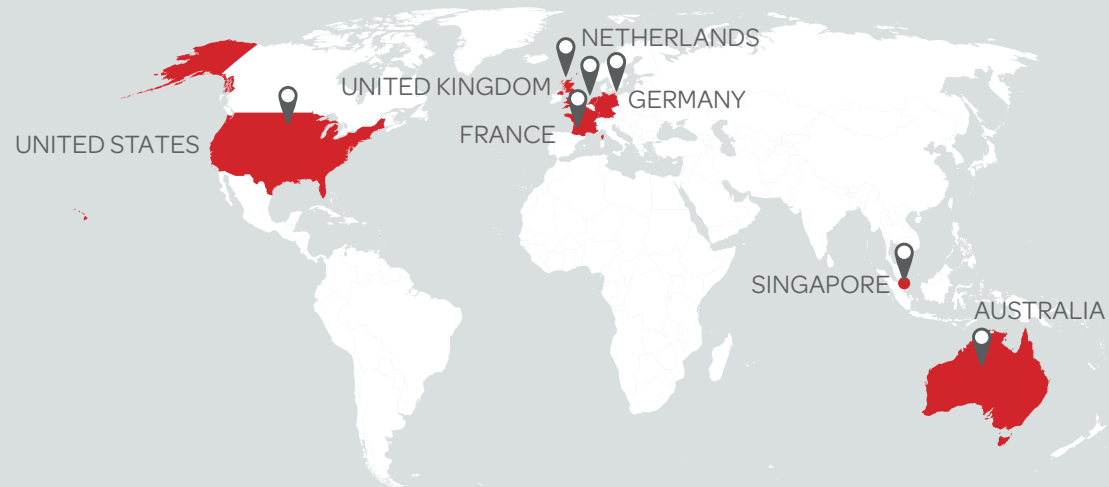 NETHERLANDS
UNITED KINGDOM
GERMANY
FRANCE
UNITED STATES
SINGAPORE
AUSTRALIA